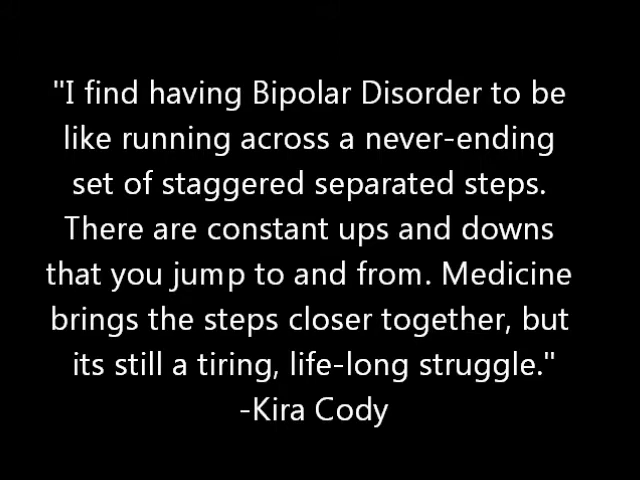 "I find having Bipolar Disorder to be
like running across a never-ending
set of staggered separated steps.
There are constant ups and downs
that you jump to and from. Medicine
brings the steps closer together, but
its still a tiring, life-long struggle."
-Kira Cody